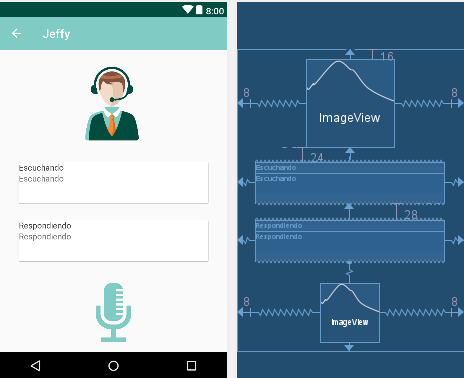 8:00
Jeffy
Escuchando
Escuchando
Respondiendo
Respondiendo
16
8
8
ImageView
24
Escuchando
Escuchando
28
Respondiendo
Respondiendo
8
8
ImageView